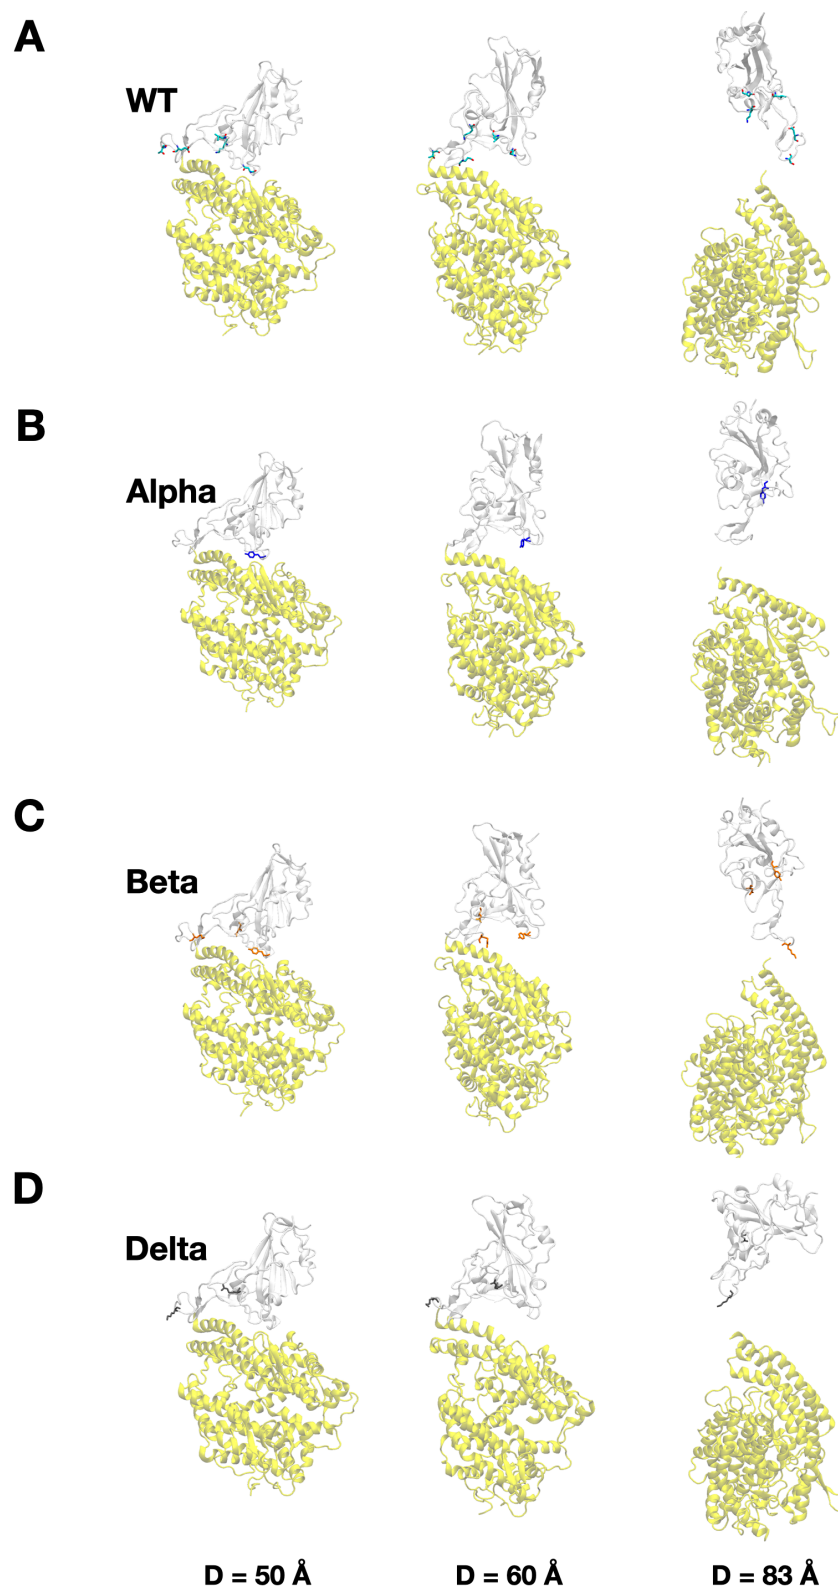 A
WT
B
Alpha
C
Beta
D
Delta
D = 50 Å
D = 60 Å
D = 83 Å